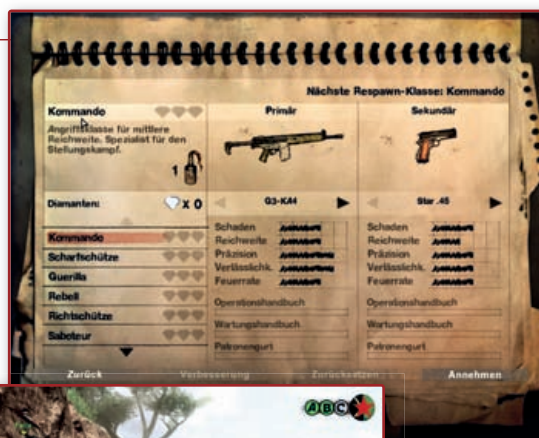 Nächste Respawn-Klasse: Kommando
Kommando
Angriffsklasse für mittlere
Reichweite. Spezialist für den
Stellungskampf.
1
Diamanten: x 0
Kommando
Scharfschütze
Guerilla
Rebell
Richtschütze
Saboteur
Primär
G3-KA4
Schaden
Reichweite
Präzision
Verlässlichk.
Feuerrate
Operationshandbuch
Wartungshandbuch
Patronengurt
Sekundär
Star .45
Schaden
Reichweite
Präzision
Verlässlichk.
Feuerrate
Operationshandbuch
Wartungshandbuch
Patronengurt
Zurück Verbesserung Zurücksetzen Annehmen
A B C